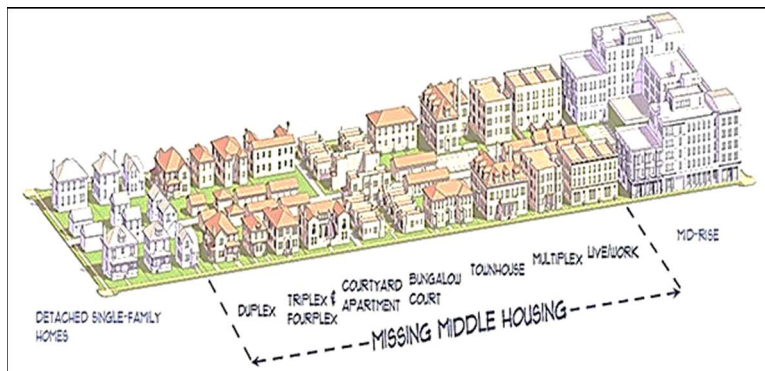 DETACHED SINGLE-FAMILY
HOMES
DUPLEX
TRIPLEX &
FOURPLEX
COURTYARD
APARTMENT
BUNGALOW
COURT
TOWNHOUSE
MULTIPLEX
LIVE/WORK
MID-RISE
MISSING MIDDLE HOUSING